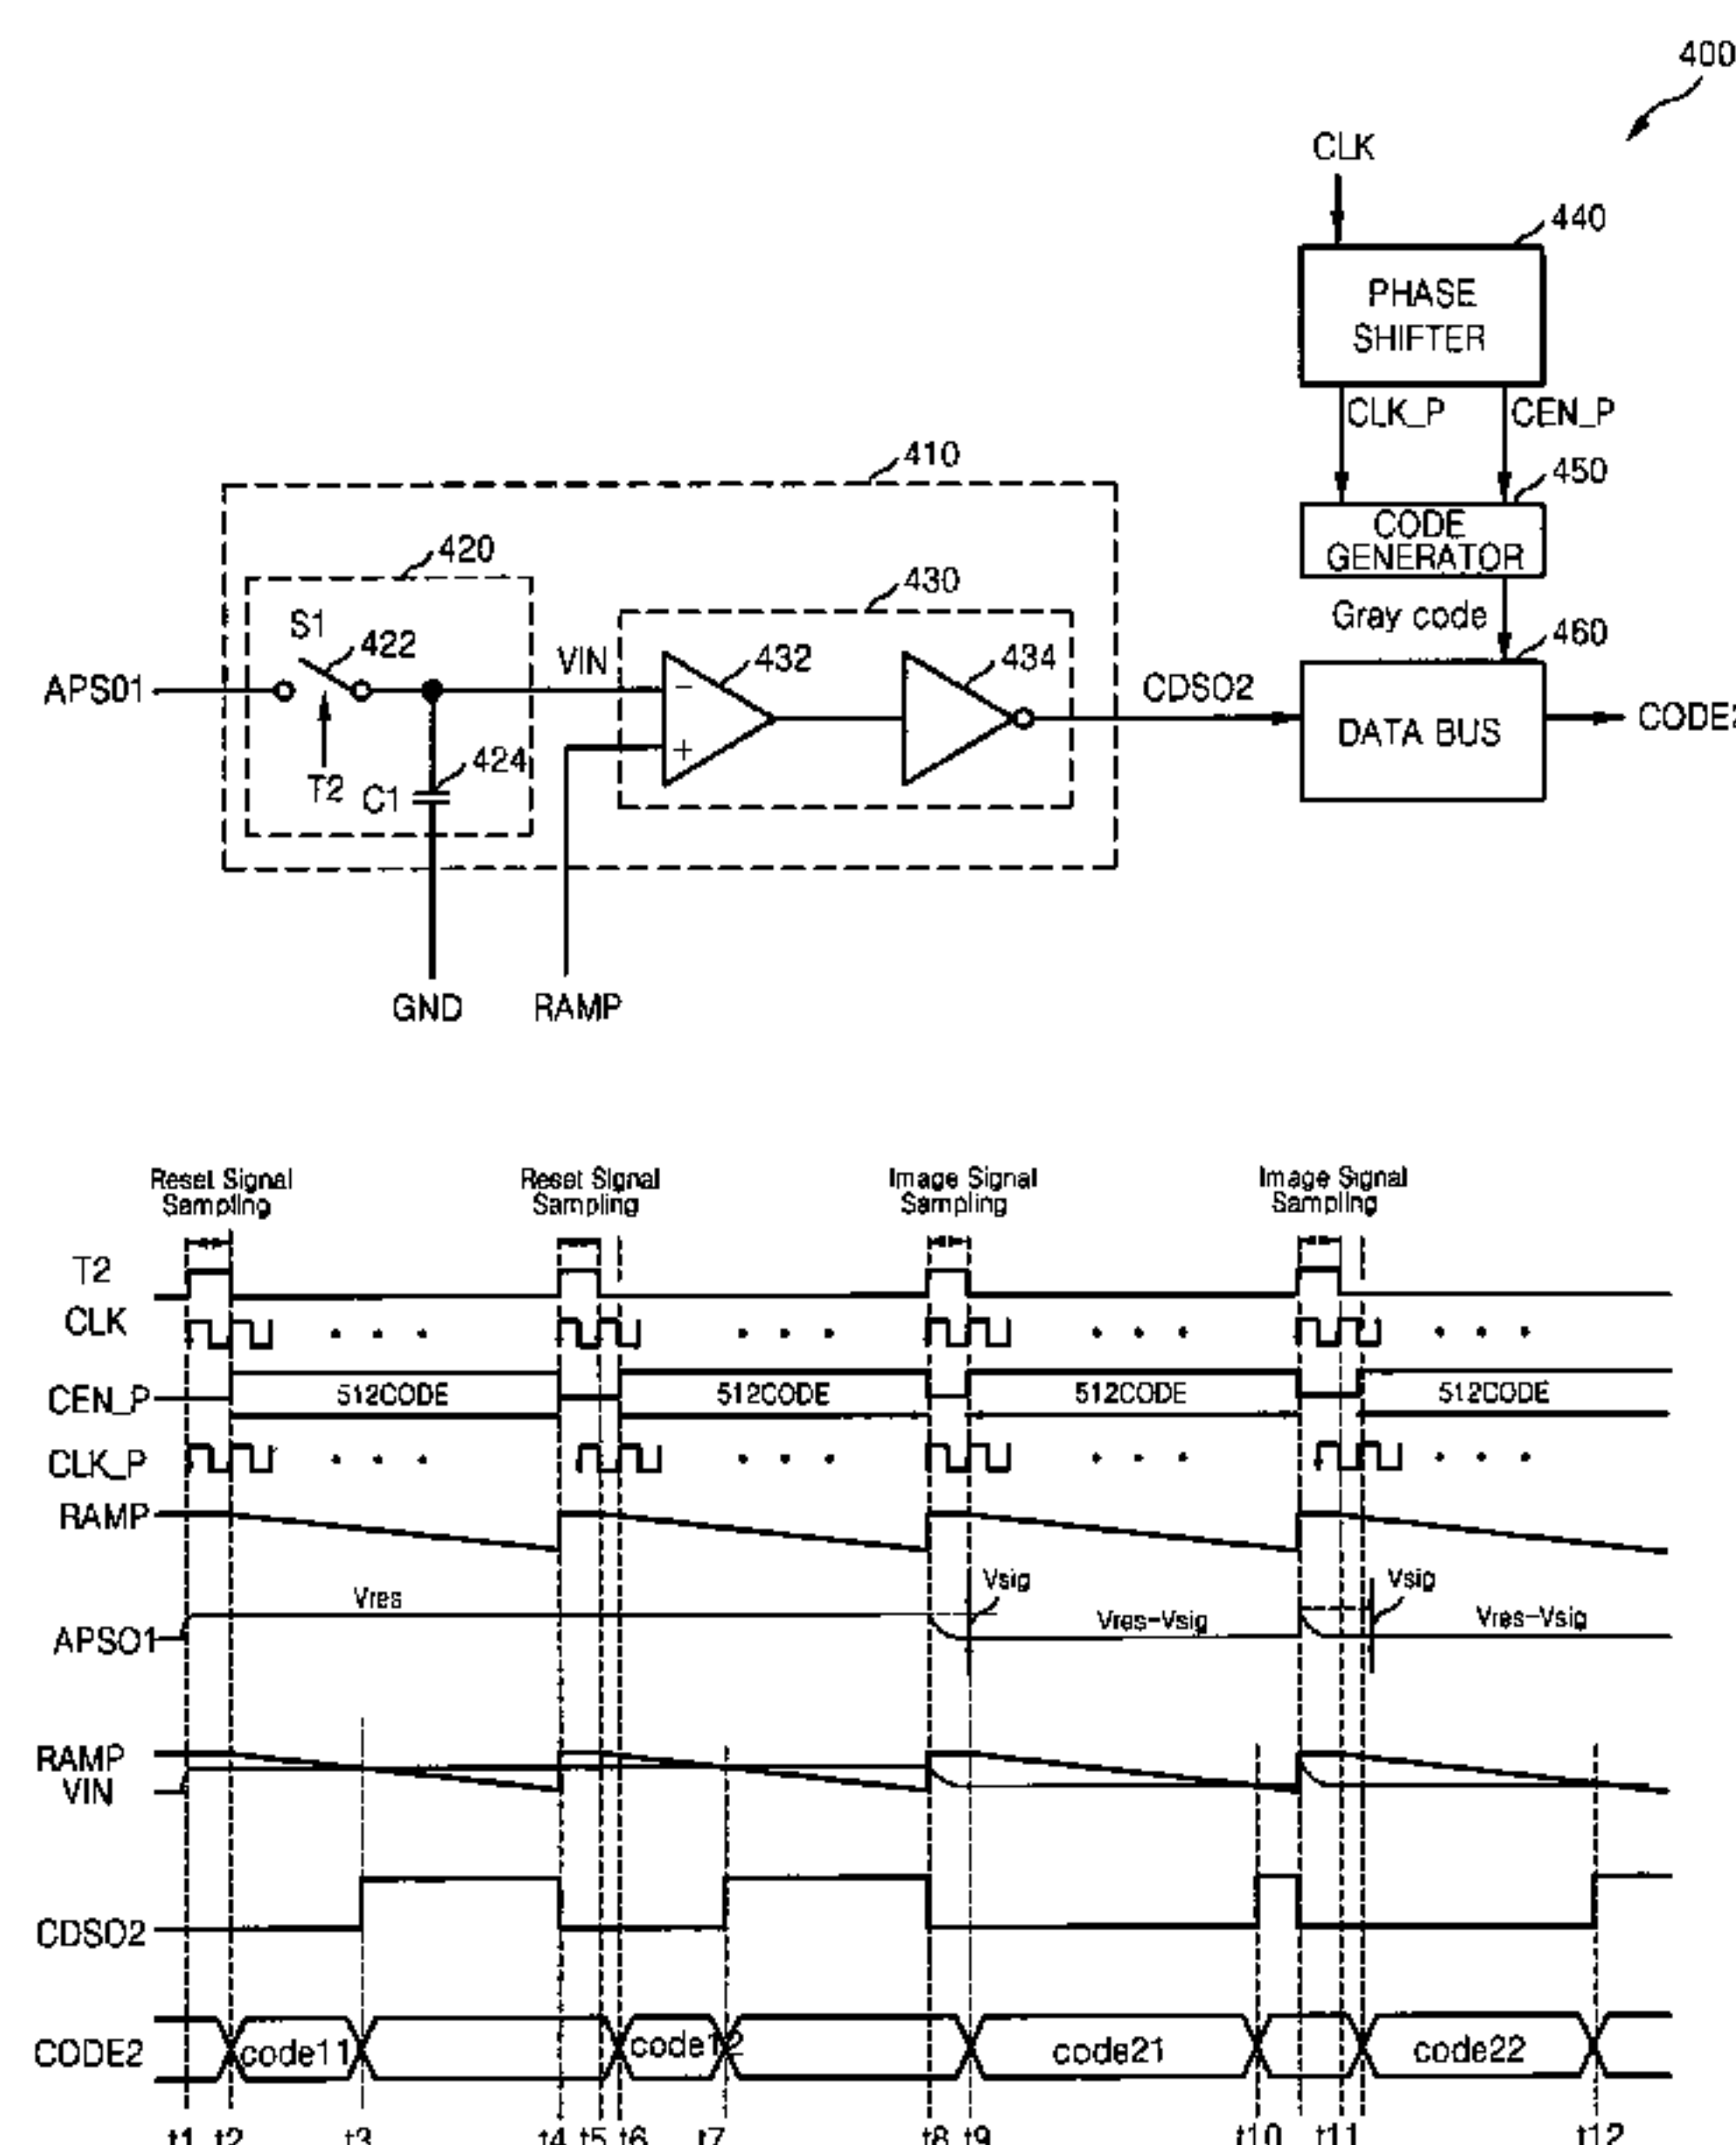 400
CLK
440
PHASE
SHIFTER
CLK_P
CEN_P
410
450
CODE
GENERATOR
420
430
Gray code
S1
422
VIN
432
434
460
APS01
CDSO2
DATA BUS
T2
C1
424
GND
RAMP
Reset Signal
Sampling
Reset Signal
Sampling
Image Signal
Sampling
Image Signal
Sampling
T2
CLK
CEN_P
512CODE
512CODE
512CODE
512CODE
CLK_P
RAMP
Vres
Vsig
Vsig
Vres-Vsig
Vres-Vsig
APSO1
RAMP
VIN
CDSO2
CODE2
code11
code12
code21
code22
t1 t2 t3 t4 t5 t6 t7 t8 t9 t10 t11 t12